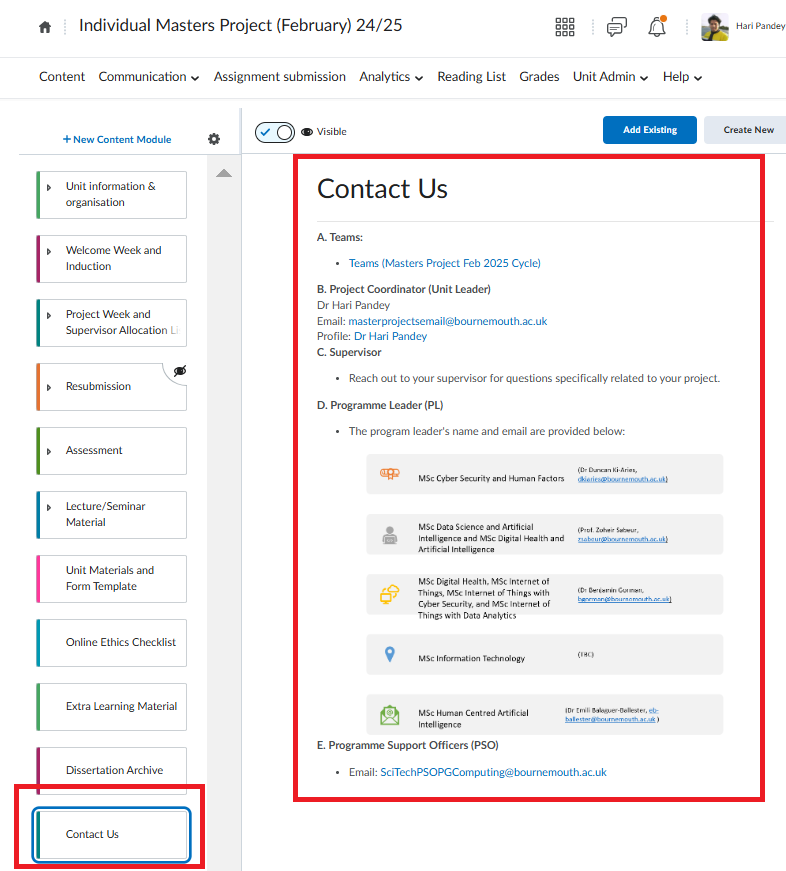 Individual Masters Project (February) 24/25
Hari Pandey
Content Communication Assignment submission Analytics Reading List Grades Unit Admin Help
+ New Content Module
Visible
Add Existing
Create New
Unit information &
organisation
Welcome Week and
Induction
Project Week and
Supervisor Allocation Li
Resubmission
Assessment
Lecture/Seminar
Material
Unit Materials and
Form Template
Online Ethics Checklist
Extra Learning Material
Dissertation Archive
Contact Us
Contact Us
A. Teams:
• Teams (Masters Project Feb 2025 Cycle)
B. Project Coordinator (Unit Leader)
Dr Hari Pandey
Email: masterprojectsemail@bournemouth.ac.uk
Profile: Dr Hari Pandey
C. Supervisor
• Reach out to your supervisor for questions specifically related to your project.
D. Programme Leader (PL)
• The program leader's name and email are provided below:
MSc Cyber Security and Human Factors
(Dr Duncan Ki-Aries,
dkiaries@bournemouth.ac.uk)
MSc Data Science and Artificial
Intelligence and MSc Digital Health and
Artificial Intelligence
(Prof. Zoheir Sabeur,
zsabeur@bournemouth.ac.uk)
MSc Digital Health, MSc Internet of
Things, MSc Internet of Things with
Cyber Security, and MSc Internet of
Things with Data Analytics
(Dr Benjamin Gorman,
bgorman@bournemouth.ac.uk)
MSc Information Technology
(TBC)
MSc Human Centred Artificial
Intelligence
(Dr Emili Balaguer-Ballester, eb-
ballester@bournemouth.ac.uk )
E. Programme Support Officers (PSO)
• Email: SciTechPSOPGComputing@bournemouth.ac.uk